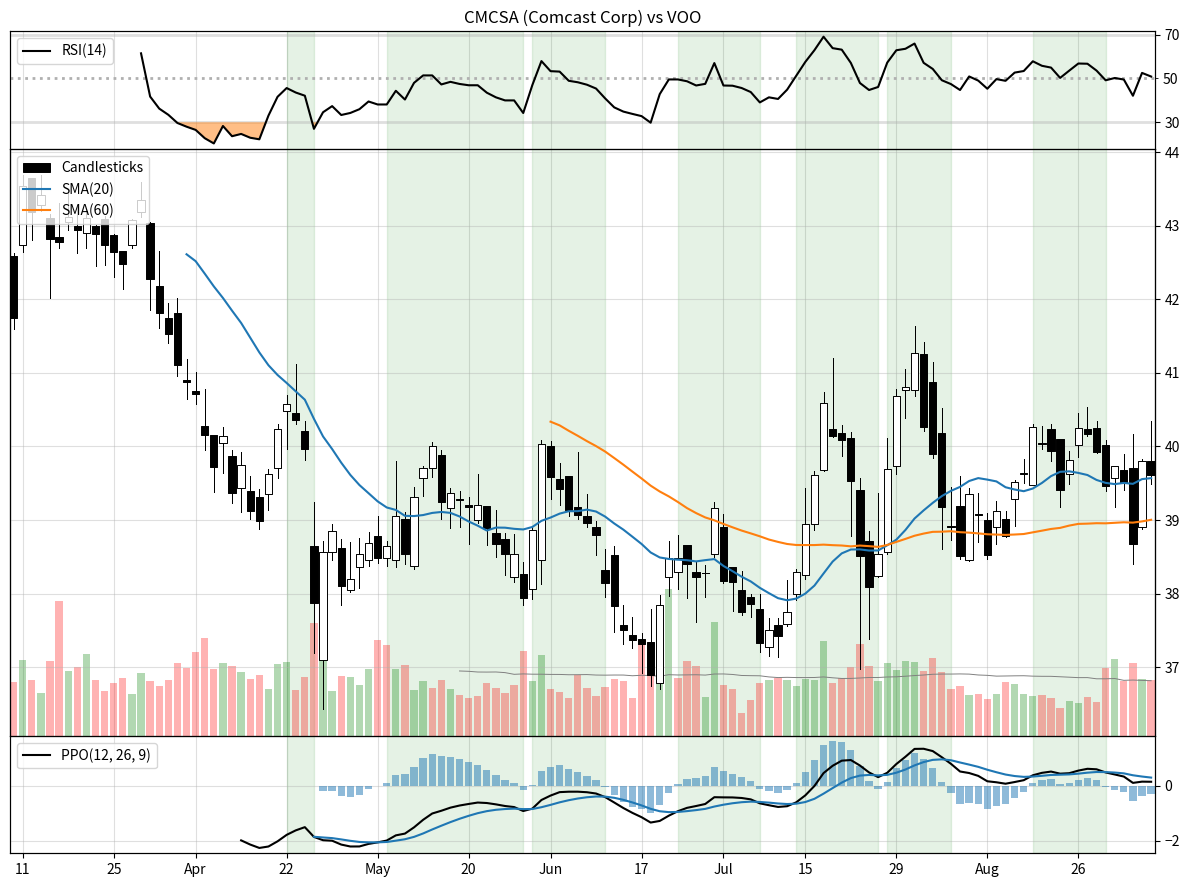 CMCSA (Comcast Corp) vs VOO
RSI(14)
70
50
30
Candlesticks
SMA(20)
SMA(60)
44
43
42
41
40
39
38
37
PPO(12, 26, 9)
0
−2
11 25 Apr 22 May 20 Jun 17 Jul 15 29 Aug 26